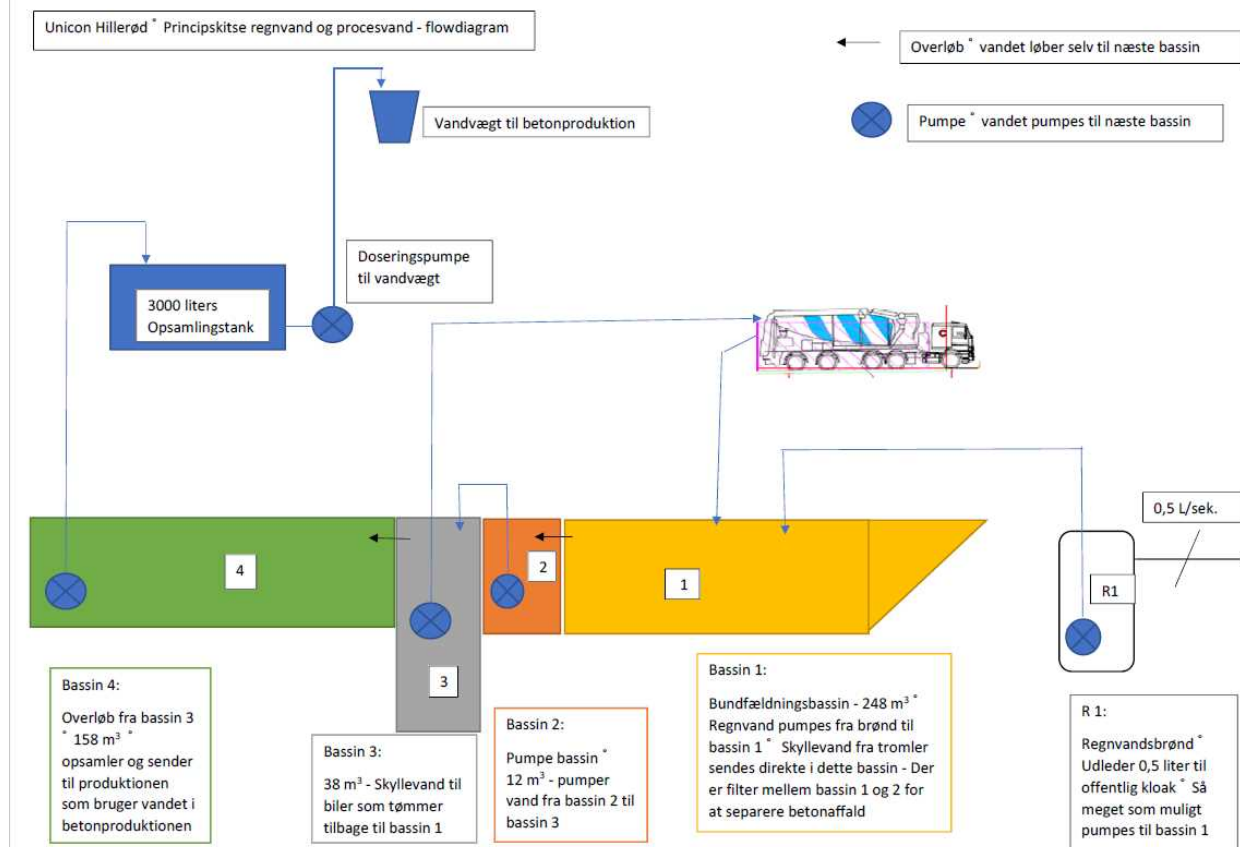 Unicon Hillerød ° Principskitse regnvand og procesvand - flowdiagram
Overløb ° vandet løber selv til næste bassin
Vandvægt til betonproduktion
Pumpe ° vandet pumpes til næste bassin
Doseringspumpe
til vandvægt
3000 liters
Opsamlingstank
0,5 L/sek.
4
2
1
R1
3
Bassin 4:
Overløb fra bassin 3
° 158 m³ °
opsamler og sender
til produktionen
som bruger vandet i
betonproduktionen
Bassin 3:
38 m³ - Skyllevand til
biler som tømmer
tilbage til bassin 1
Bassin 2:
Pumpe bassin °
12 m³ - pumper
vand fra bassin 2 til
bassin 3
Bassin 1:
Bundfældningsbassin - 248 m³ °
Regnvand pumpes fra brønd til
bassin 1 ° Skyllevand fra tromler
sendes direkte i dette bassin - Der
er filter mellem bassin 1 og 2 for
at separere betonaffald
R 1:
Regnvandsbrønd °
Udleder 0,5 liter til
offentlig kloak ° Så
meget som muligt
pumpes til bassin 1